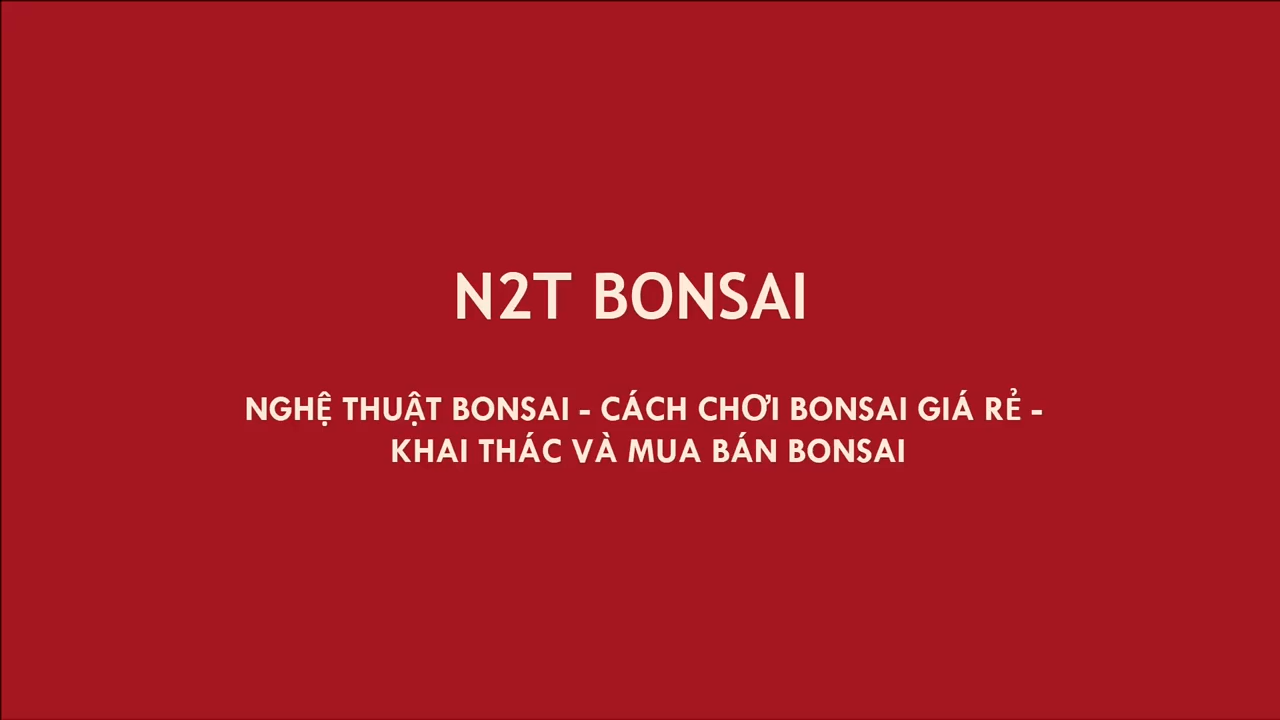 N2T BONSAI
NGHỆ THUẬT BONSAI - CÁCH CHƠI BONSAI GIÁ RẺ -
KHAI THÁC VÀ MUA BÁN BONSAI